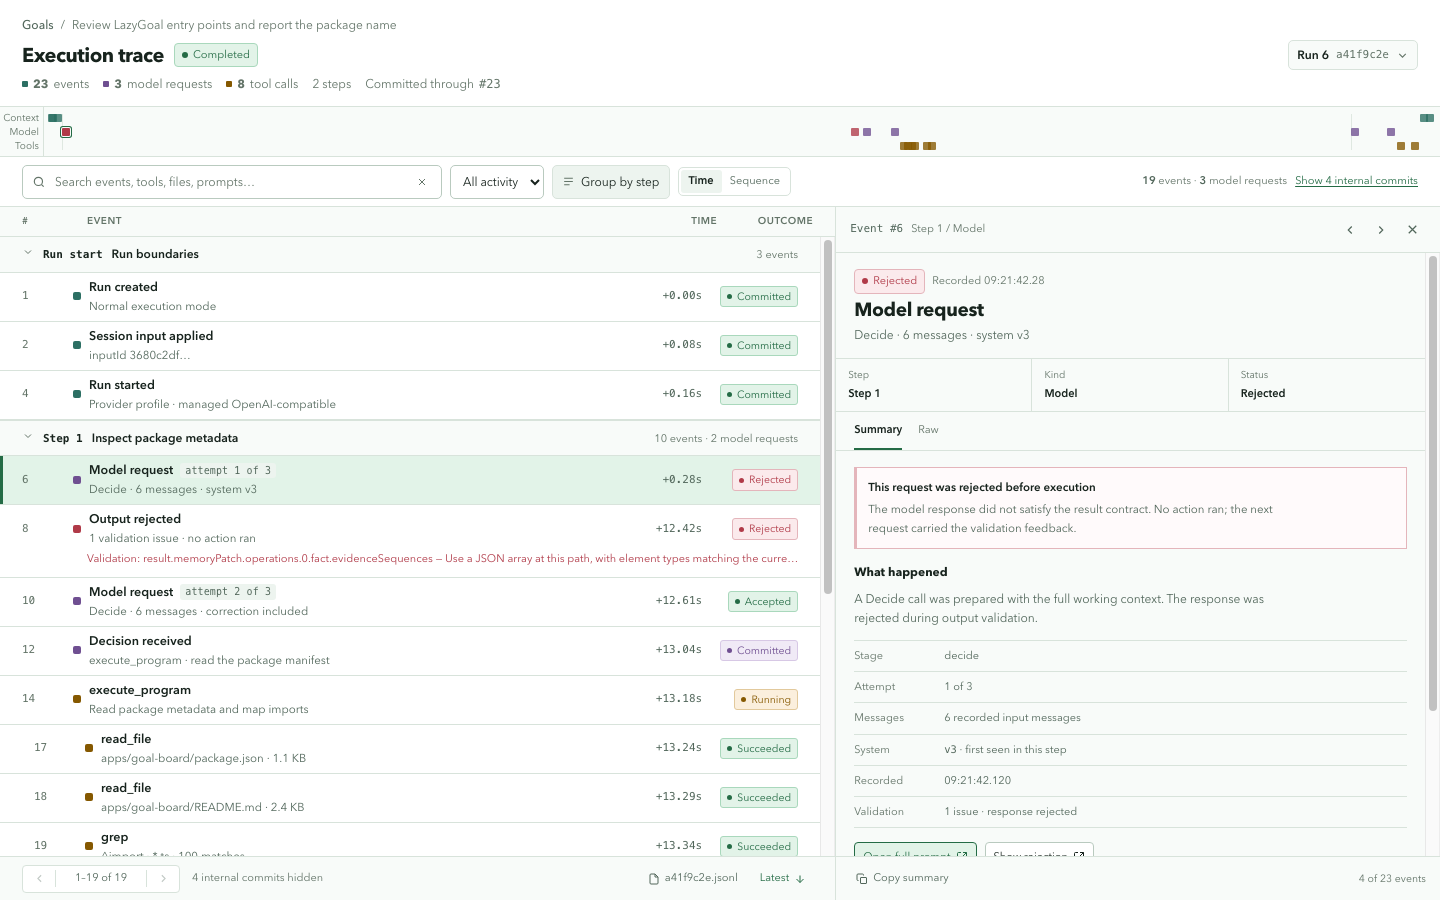 Goals / Review LazyGoal entry points and report the package name
Execution trace Completed
Run 6 a41f9c2e
23 events 3 model requests 8 tool calls 2 steps Committed through #23
Context
Model
Tools
Search events, tools, files, prompts…
All activity
Group by step
Time Sequence
19 events · 3 model requests Show 4 internal commits
# EVENT TIME OUTCOME
Run start Run boundaries 3 events
1 Run created +0.00s Committed
Normal execution mode
2 Session input applied +0.08s Committed
inputId 3680c2df…
4 Run started +0.16s Committed
Provider profile · managed OpenAI-compatible
Step 1 Inspect package metadata 10 events · 2 model requests
6 Model request attempt 1 of 3 +0.28s Rejected
Decide · 6 messages · system v3
8 Output rejected +12.42s Rejected
1 validation issue · no action ran
Validation: result.memoryPatch.operations.0.fact.evidenceSequences — Use a JSON array at this path, with element types matching the curre…
10 Model request attempt 2 of 3 +12.61s Accepted
Decide · 6 messages · correction included
12 Decision received +13.04s Committed
execute_program · read the package manifest
14 execute_program +13.18s Running
Read package metadata and map imports
17 read_file +13.24s Succeeded
apps/goal-board/package.json · 1.1 KB
18 read_file +13.29s Succeeded
apps/goal-board/README.md · 2.4 KB
19 grep +13.34s Succeeded
1–19 of 19
4 internal commits hidden
a41f9c2e.jsonl
Latest
Event #6 Step 1 / Model
Rejected Recorded 09:21:42.28
Model request
Decide · 6 messages · system v3
Step Kind Status
Step 1 Model Rejected
Summary Raw
This request was rejected before execution
The model response did not satisfy the result contract. No action ran; the next
request carried the validation feedback.
What happened
A Decide call was prepared with the full working context. The response was
rejected during output validation.
Stage decide
Attempt 1 of 3
Messages 6 recorded input messages
System v3 · first seen in this step
Recorded 09:21:42.120
Validation 1 issue · response rejected
Open full prompt Show rejection
Copy summary
4 of 23 events